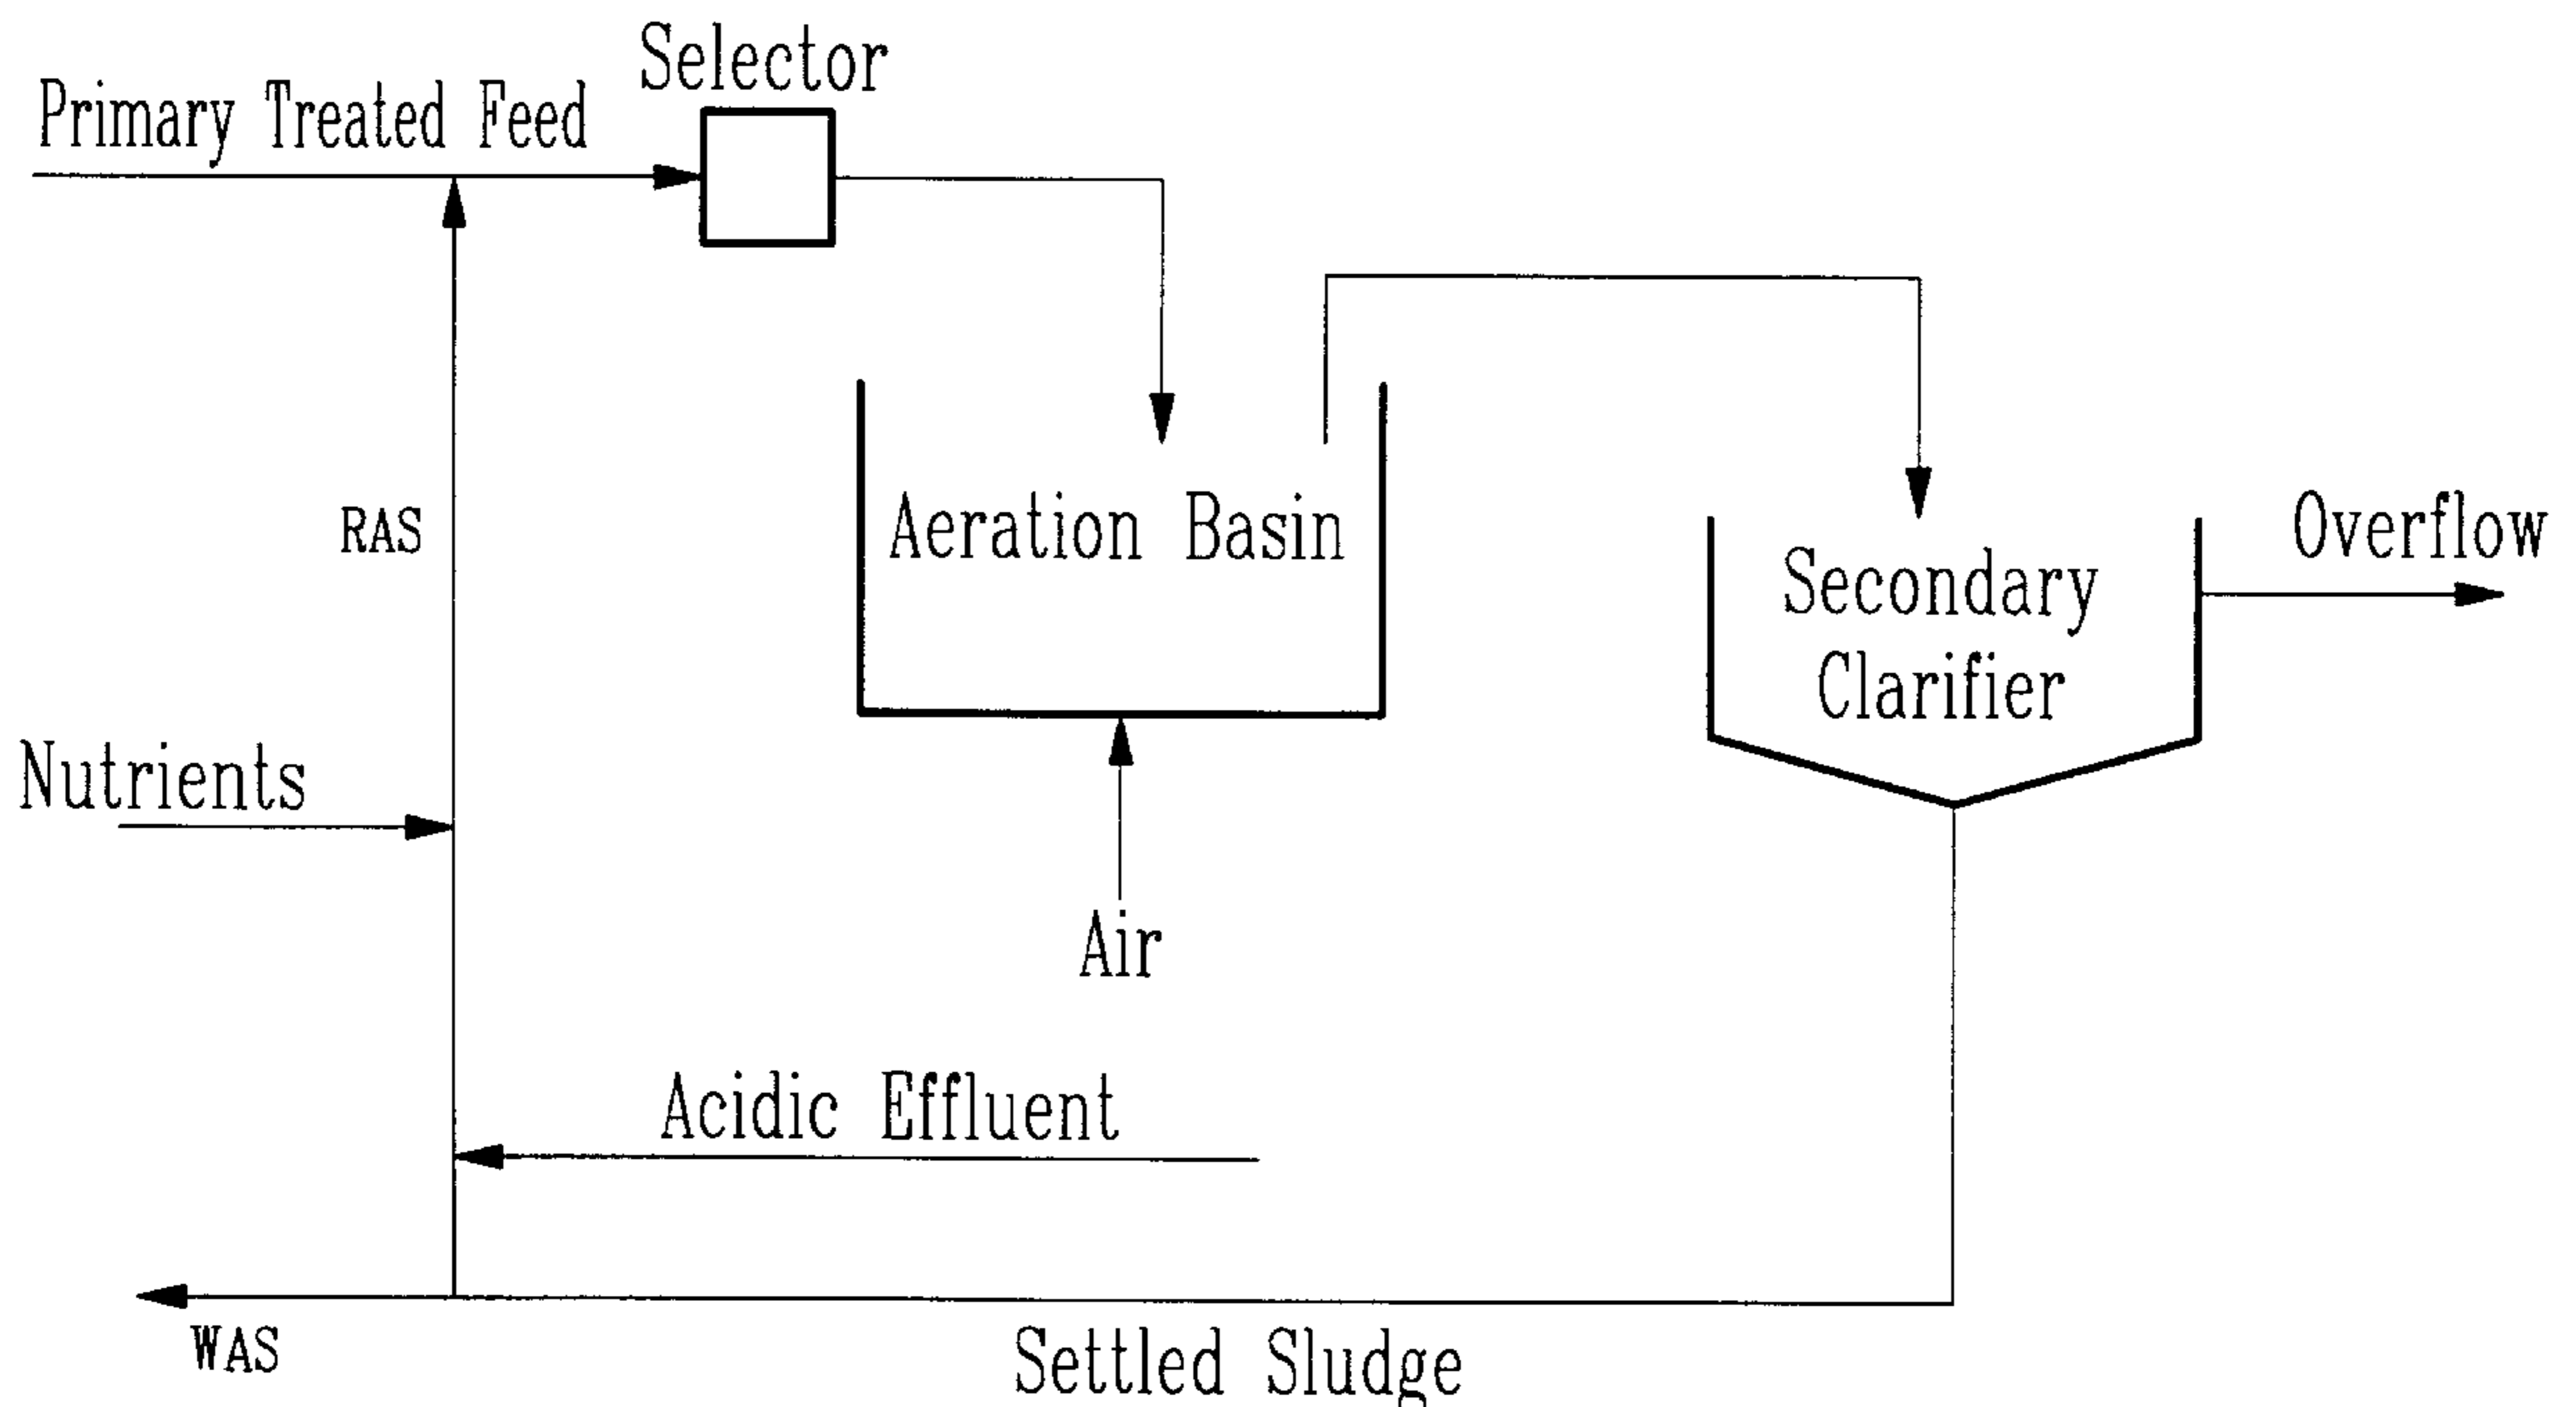 Selector
Primary Treated Feed
RAS
Aeration Basin
Overflow
Secondary
Clarifier
Nutrients
Air
Acidic Effluent
WAS
Settled Sludge